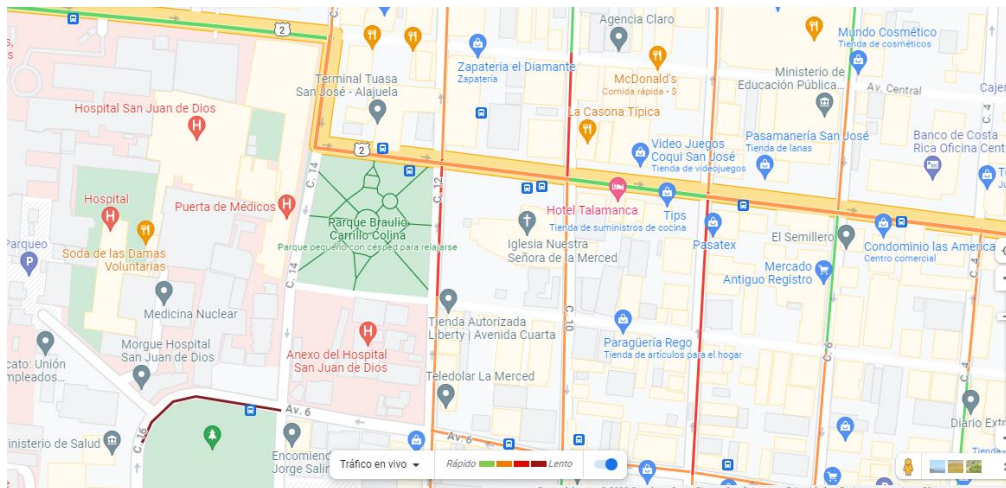 2
Agencia Claro
Mundo Cosmético
Tienda de cosméticos
Zapateria el Diamante
Zapatería
Terminal Tuasa
San José - Alajuela
McDonald's
Comida rápida · $
Ministerio de
Educación Pública...
Av. Central
Hospital San Juan de Dios
La Casona Típica
Video Juegos
Coqui San José
Tienda de videojuegos
Pasamanería San José
Tienda de lanas
Banco de Costa
Rica Oficina Cent
C. 4
2
C. 14
C. 12
Hospital
Puerta de Médicos
Parque Braulio
Carrillo Colina
Parque pequeño con césped para relajarse
Hotel Talamanca
Tips
Tienda de suministros de cocina
Iglesia Nuestra
Señora de la Merced
Pasatex
El Semillero
Condominio las America
Centro comercial
Parqueo
Soda de las Damas
Voluntarias
Mercado
Antiguo Registro
C. 14
Medicina Nuclear
Tienda Autorizada
Liberty | Avenida Cuarta
C. 10
Paragüería Rego
Tienda de artículos para el hogar
Morgue Hospital
San Juan de Dios
Anexo del Hospital
San Juan de Dios
C. 6
C. 4
cato: Unión
mpleados...
Teledolar La Merced
Av. 6
Av. 6
C. 16
inisterio de Salud
Encomien
Jorge Salin
Diario Extr
Tienda
Tráfico en vivo
Rápido
Lento